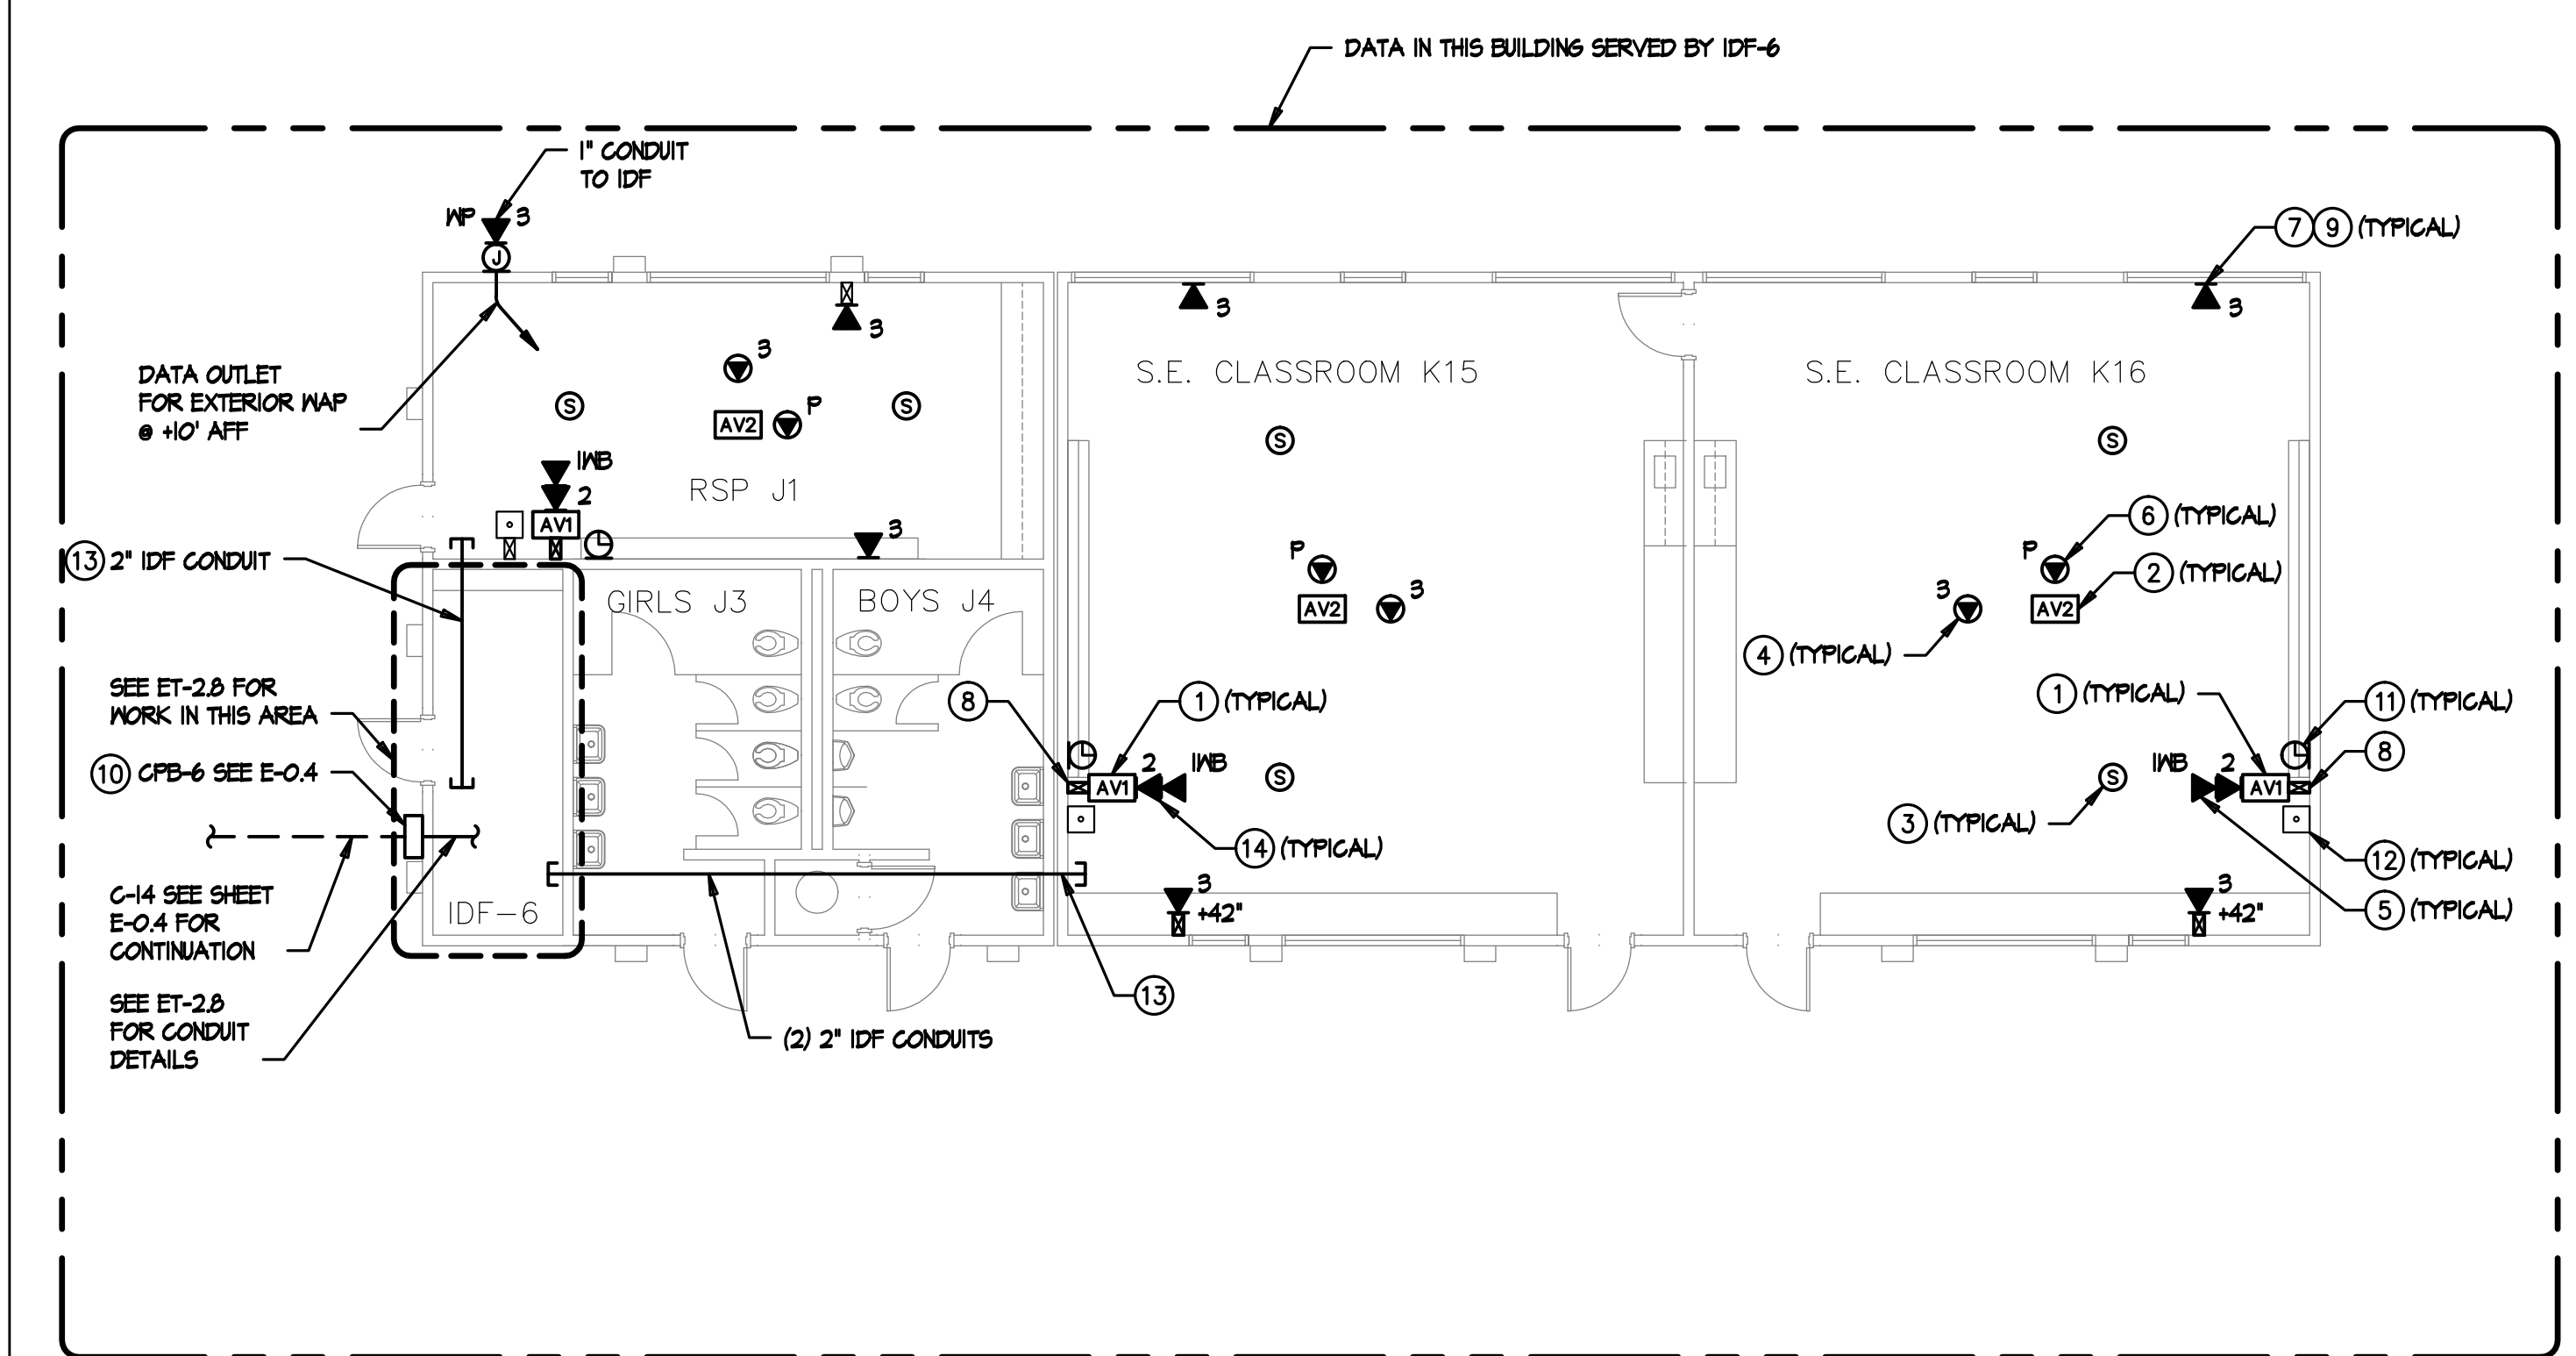 DATA IN THIS BUILDING SERVED BY IDF-6
1" CONDUIT
TO IDF
WP
3
J
7 9 (TYPICAL)
3
3
3
DATA OUTLET
FOR EXTERIOR WAP
@ +10' AFF
3
S.E. CLASSROOM K15
S.E. CLASSROOM K16
S
S
AV2
P
S
S
IWB
2
RSP J1
AV1
3
6 (TYPICAL)
13 2" IDF CONDUIT
P
P
2 (TYPICAL)
GIRLS J3
BOYS J4
AV2
3
3
AV2
4 (TYPICAL)
SEE ET-2.8 FOR
WORK IN THIS AREA
8
1 (TYPICAL)
1 (TYPICAL)
11 (TYPICAL)
10 CPB-6 SEE E-0.4
2
IWB
AV1
S
S
IWB
2
AV1
8
3 (TYPICAL)
14 (TYPICAL)
12 (TYPICAL)
C-14 SEE SHEET
E-0.4 FOR
CONTINUATION
IDF-6
3
+42"
3
+42"
5 (TYPICAL)
SEE ET-2.8
FOR CONDUIT
DETAILS
13
(2) 2" IDF CONDUITS